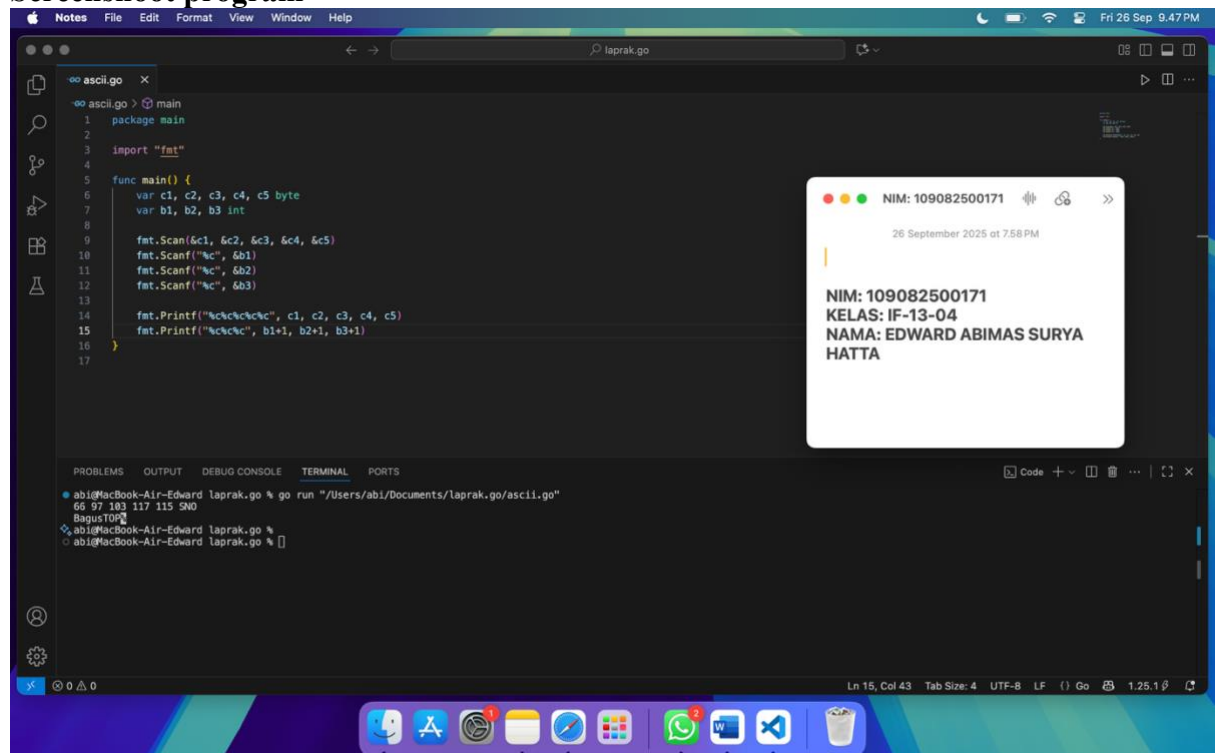 Screenshoot program
Notes File Edit Format View Window Help
Fri 26 Sep 9.47 PM
laprak.go
ascii.go
ascii.go > main
1 package main
2
3 import "fmt"
4
5 func main() {
6 var c1, c2, c3, c4, c5 byte
7 var b1, b2, b3 int
8
9 fmt.Scan(&c1, &c2, &c3, &c4, &c5)
10 fmt.Scanf("%c", &b1)
11 fmt.Scanf("%c", &b2)
12 fmt.Scanf("%c", &b3)
13
14 fmt.Printf("%c%c%c%c%c", c1, c2, c3, c4, c5)
15 fmt.Printf("%c%c%c", b1+1, b2+1, b3+1)
16 }
17
NIM: 109082500171
26 September 2025 at 7.58 PM
NIM: 109082500171
KELAS: IF-13-04
NAMA: EDWARD ABIMAS SURYA
HATTA
PROBLEMS OUTPUT DEBUG CONSOLE TERMINAL PORTS
Code
abi@MacBook-Air-Edward laprak.go % go run "/Users/abi/Documents/laprak.go/ascii.go"
66 97 103 117 115 SNO
BagusTOP%
abi@MacBook-Air-Edward laprak.go %
abi@MacBook-Air-Edward laprak.go %
0 0
Ln 15, Col 43 Tab Size: 4 UTF-8 LF {} Go 1.25.1
1
2